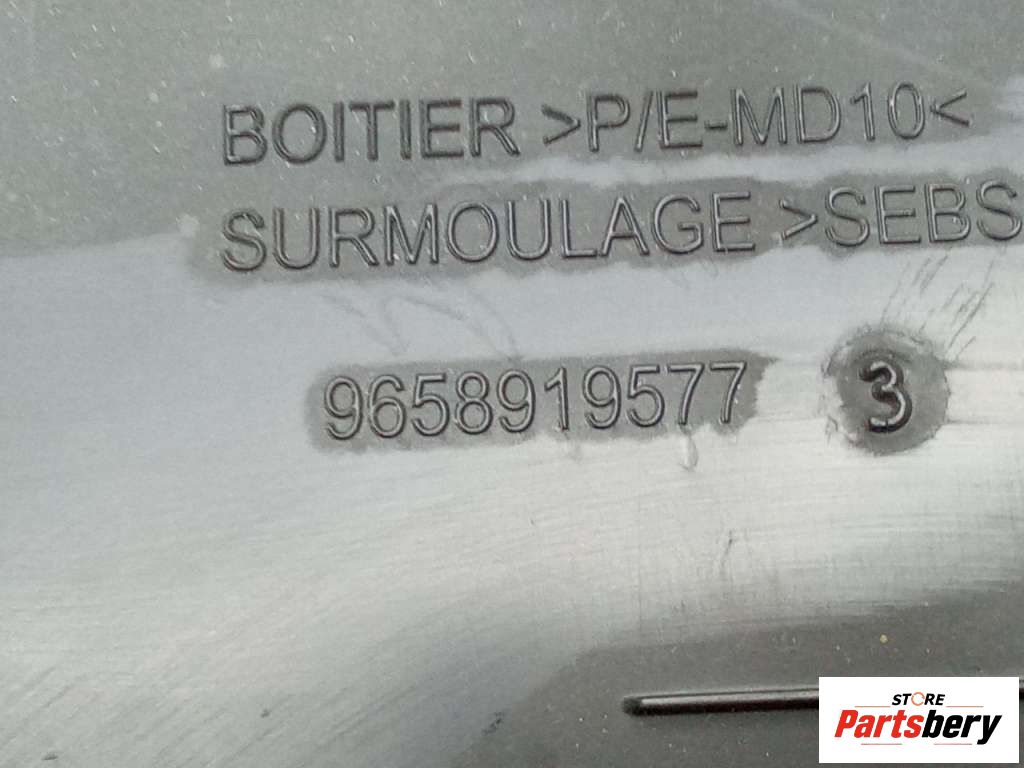 BOITIER >P/E-MD10<
SURMOULAGE >SEBS
9658919577 3
STORE
Partsbery